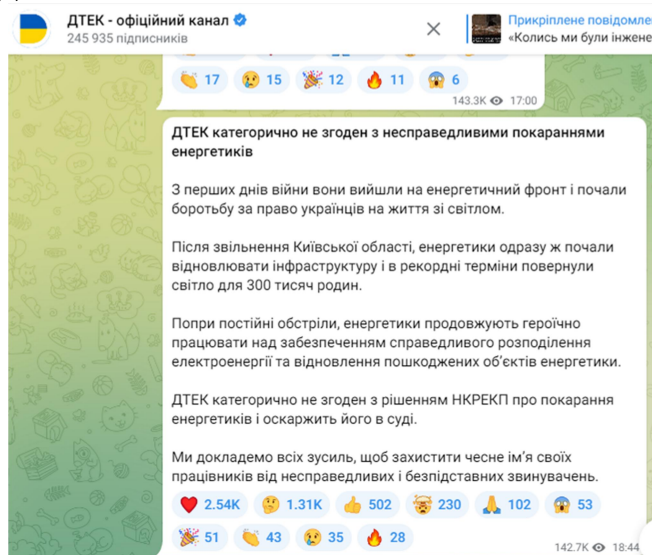 ДТЕК - офіційний канал
245 935 підписників
Прикріплене повідомле
«Колись ми були інжене
17 15 12 11 6
143.3K 17:00
ДТЕК категорично не згоден з несправедливими покараннями
енергетиків
З перших днів війни вони вийшли на енергетичний фронт і почали
боротьбу за право українців на життя зі світлом.
Після звільнення Київської області, енергетики одразу ж почали
відновлювати інфраструктуру і в рекордні терміни повернули
світло для 300 тисяч родин.
Попри постійні обстріли, енергетики продовжують героїчно
працювати над забезпеченням справедливого розподілення
електроенергії та відновлення пошкоджених об’єктів енергетики.
ДТЕК категорично не згоден з рішенням НКРЕКП про покарання
енергетиків і оскаржить його в суді.
Ми докладемо всіх зусиль, щоб захистити чесне ім’я своїх
працівників від несправедливих і безпідставних звинувачень.
2.54K 1.31K 502 230 102 53
51 43 35 28
142.7K 18:44